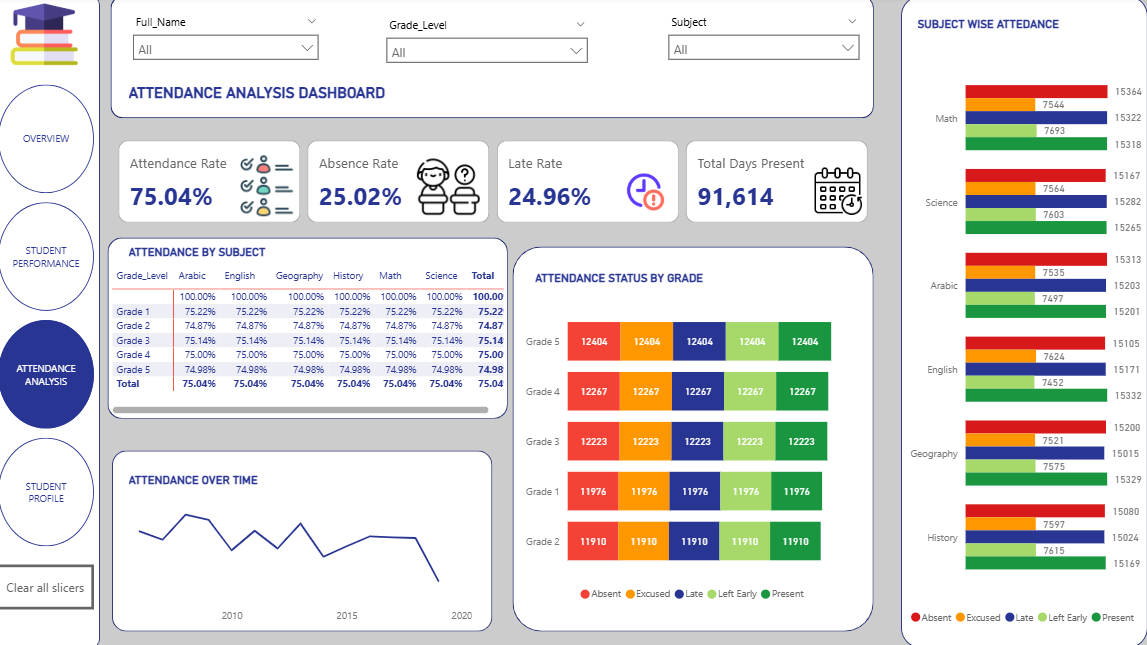 Full_Name
Grade_Level
Subject
All
All
All
ATTENDANCE ANALYSIS DASHBOARD
OVERVIEW
STUDENT
PERFORMANCE
ATTENDANCE
ANALYSIS
STUDENT
PROFILE
Clear all slicers
Attendance Rate
75.04%
Absence Rate
25.02%
Late Rate
24.96%
Total Days Present
91,614
ATTENDANCE BY SUBJECT
Grade_Level Arabic English Geography History Math Science Total
100.00% 100.00% 100.00% 100.00% 100.00% 100.00% 100.00
Grade 1 75.22% 75.22% 75.22% 75.22% 75.22% 75.22% 75.22
Grade 2 74.87% 74.87% 74.87% 74.87% 74.87% 74.87% 74.87
Grade 3 75.14% 75.14% 75.14% 75.14% 75.14% 75.14% 75.14
Grade 4 75.00% 75.00% 75.00% 75.00% 75.00% 75.00% 75.00
Grade 5 74.98% 74.98% 74.98% 74.98% 74.98% 74.98% 74.98
Total 75.04% 75.04% 75.04% 75.04% 75.04% 75.04% 75.04
ATTENDANCE OVER TIME
2010 2015 2020
ATTENDANCE STATUS BY GRADE
Grade 5 12404 12404 12404 12404 12404
Grade 4 12267 12267 12267 12267 12267
Grade 3 12223 12223 12223 12223 12223
Grade 1 11976 11976 11976 11976 11976
Grade 2 11910 11910 11910 11910 11910
Absent Excused Late Left Early Present
SUBJECT WISE ATTEDANCE
15364
7544
Math 15322
7693
15318
15167
7564
Science 15282
7603
15265
15313
7535
Arabic 15203
7497
15201
15105
7624
English 15171
7452
15332
15200
7521
Geography 15015
7575
15329
15080
7597
History 15024
7615
15169
Absent Excused Late Left Early Present